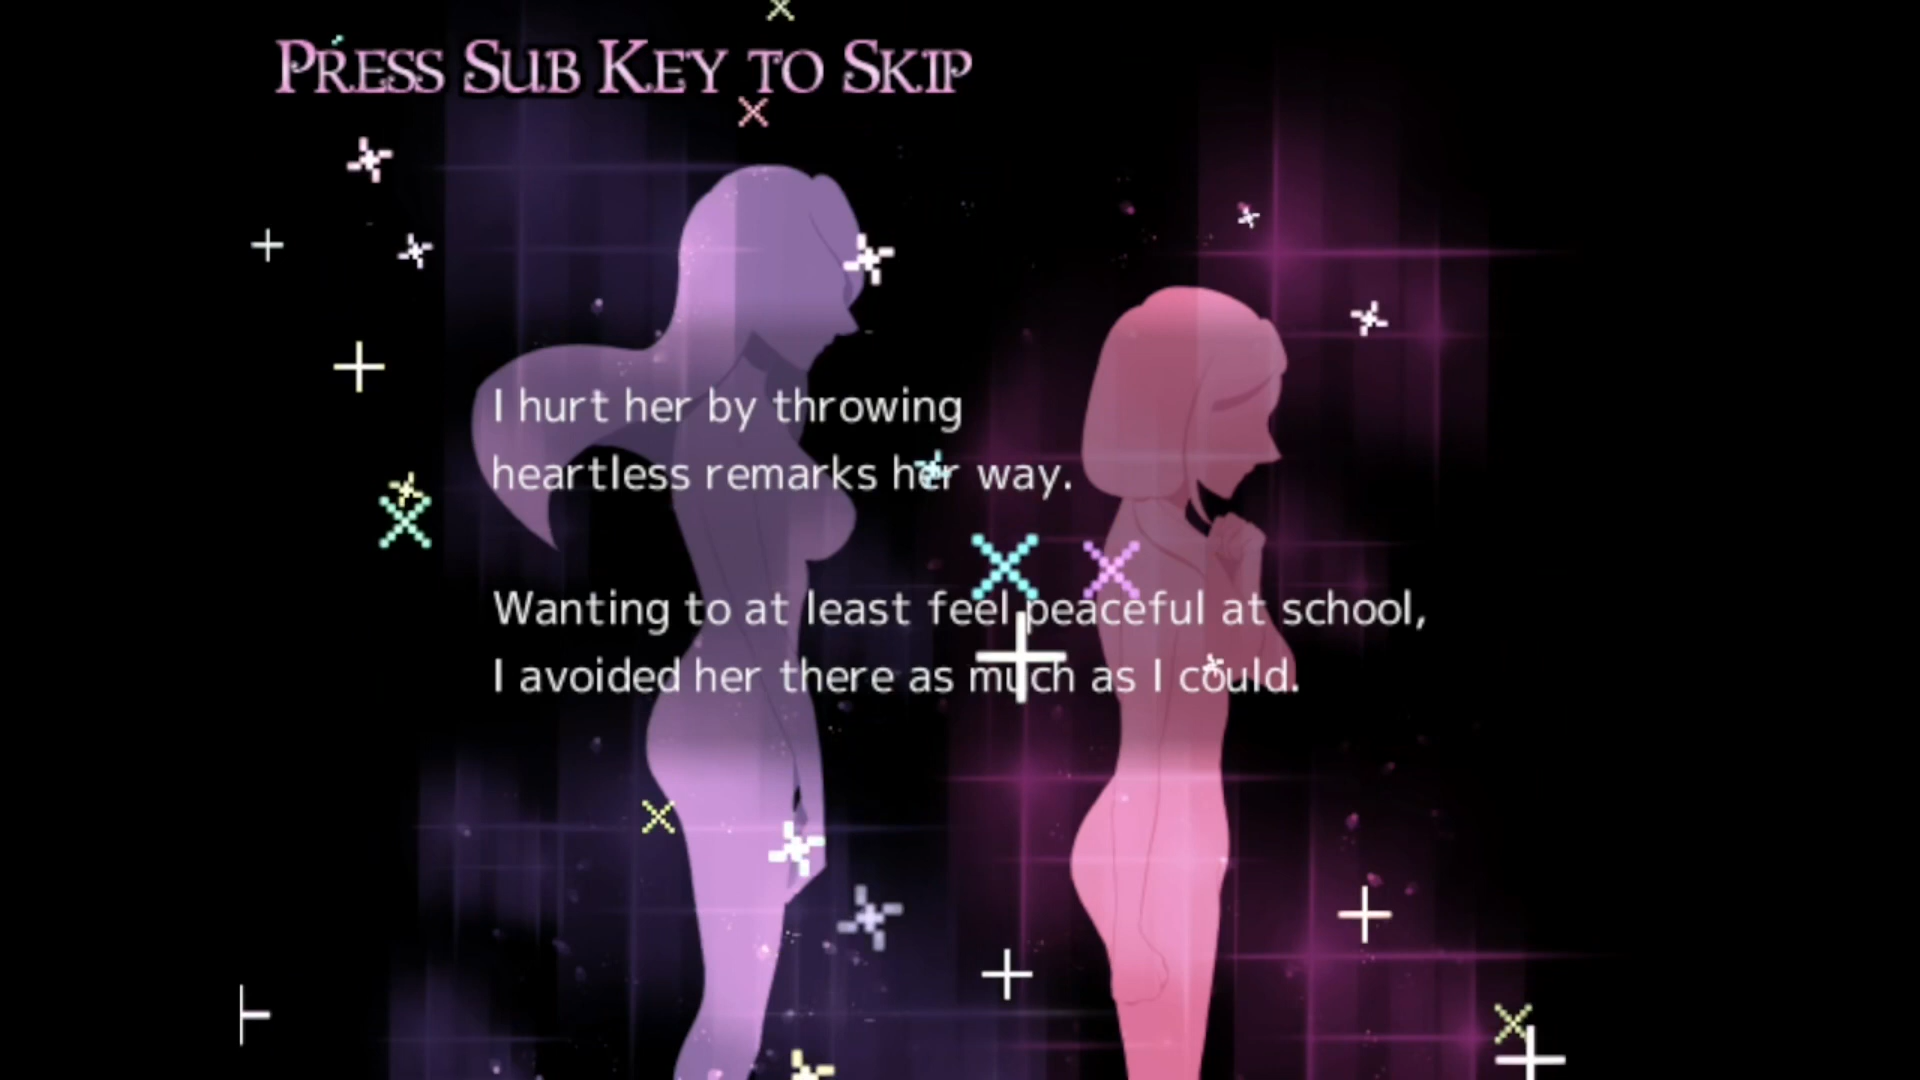 Press Sub Key to Skip
I hurt her by throwing
heartless remarks her way.
Wanting to at least feel peaceful at school,
I avoided her there as much as I could.